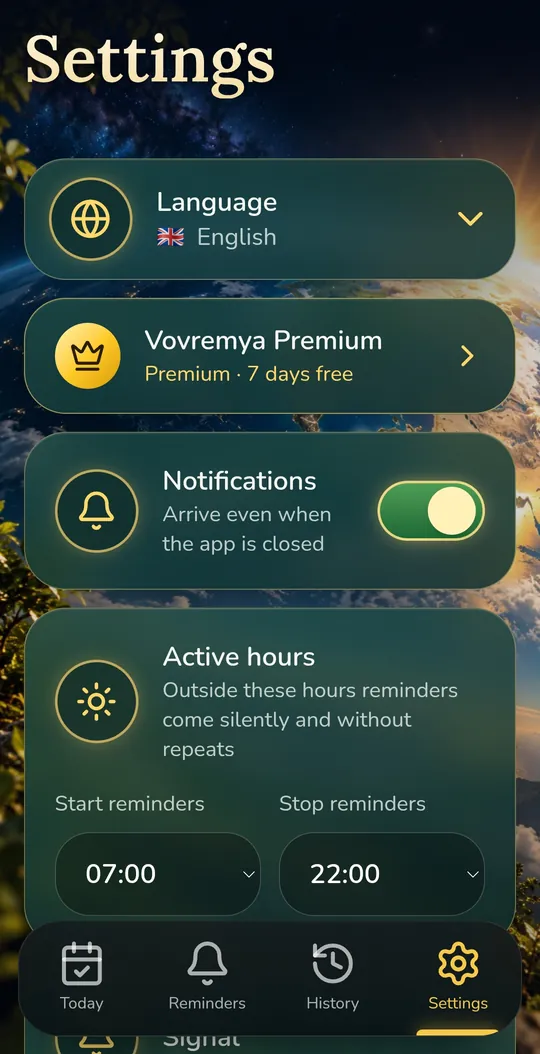 Settings
Language
🇬🇧 English
Vovremya Premium
Premium · 7 days free
Notifications
Arrive even when
the app is closed
Active hours
Outside these hours reminders
come silently and without
repeats
Start reminders
Stop reminders
07:00
22:00
Today
Reminders
History
Settings
Signal